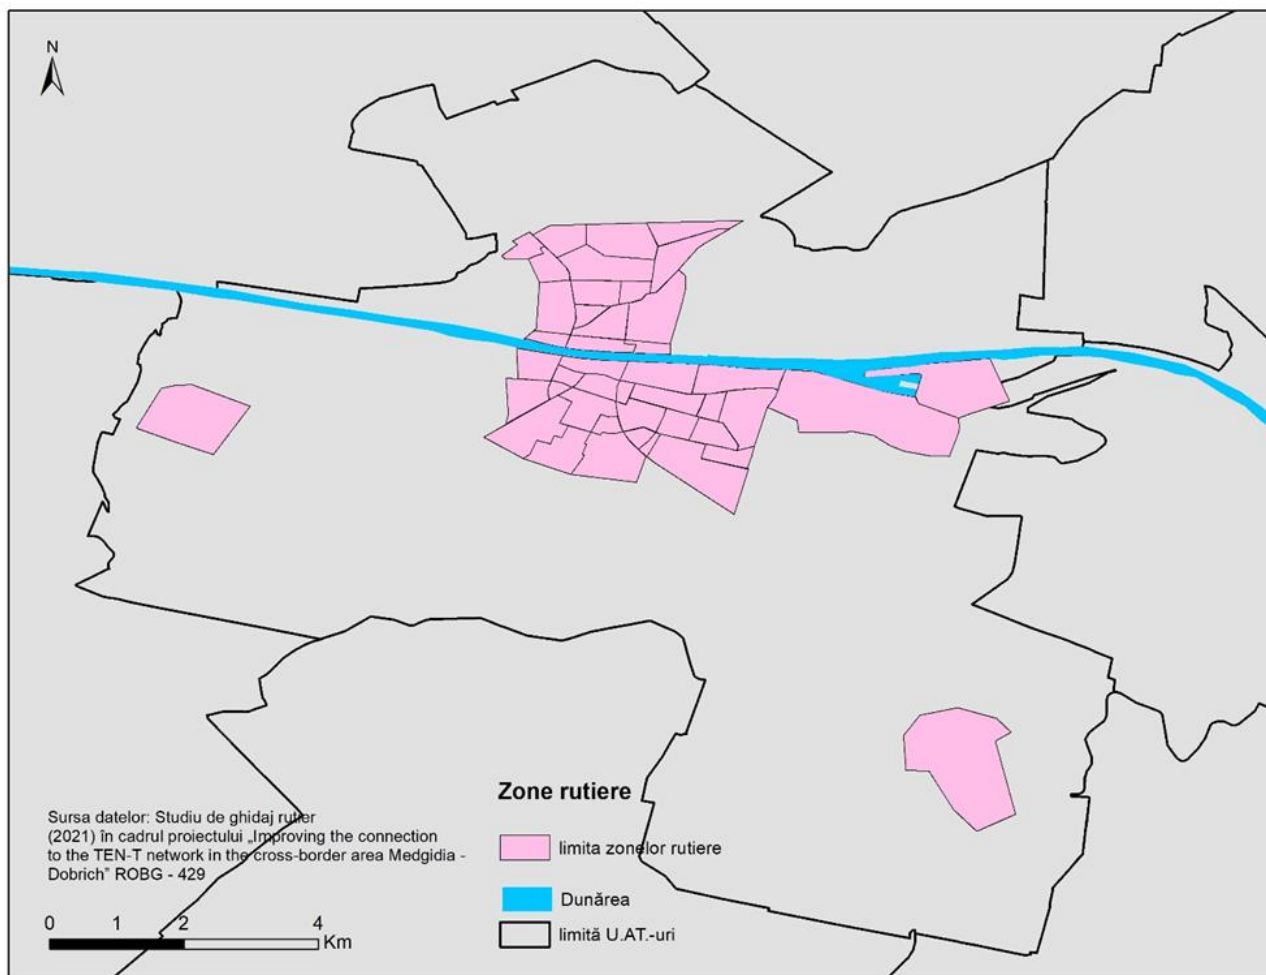 N
Zone rutiere
limita zonelor rutiere
Dunărea
limită U.AT.-uri
Sursa datelor: Studiu de ghidaj rutier
(2021) în cadrul proiectului „Improving the connection
to the TEN-T network in the cross-border area Medgidia -
Dobrich" ROBG - 429
0 1 2 4
Km